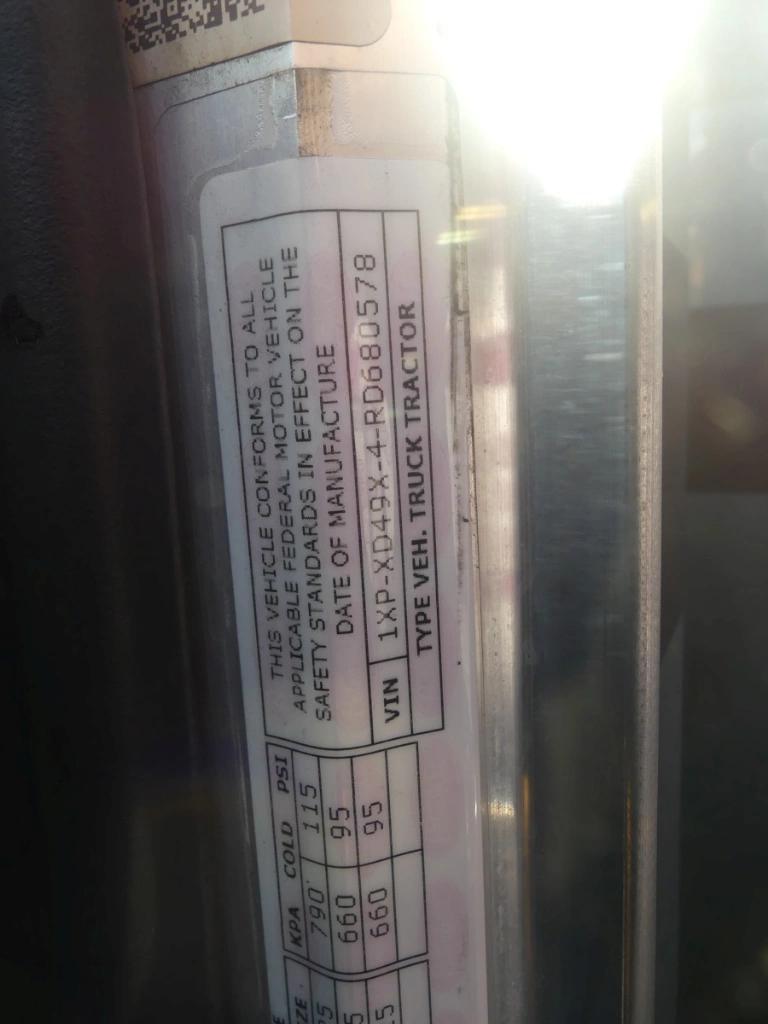 THIS VEHICLE CONFORMS TO ALL
APPLICABLE FEDERAL MOTOR VEHICLE
SAFETY STANDARDS IN EFFECT ON THE
DATE OF MANUFACTURE
VIN 1XP-XD49X-4-RD680578
TYPE VEH. TRUCK TRACTOR
KPA COLD PSI
790 115
660 95
660 95